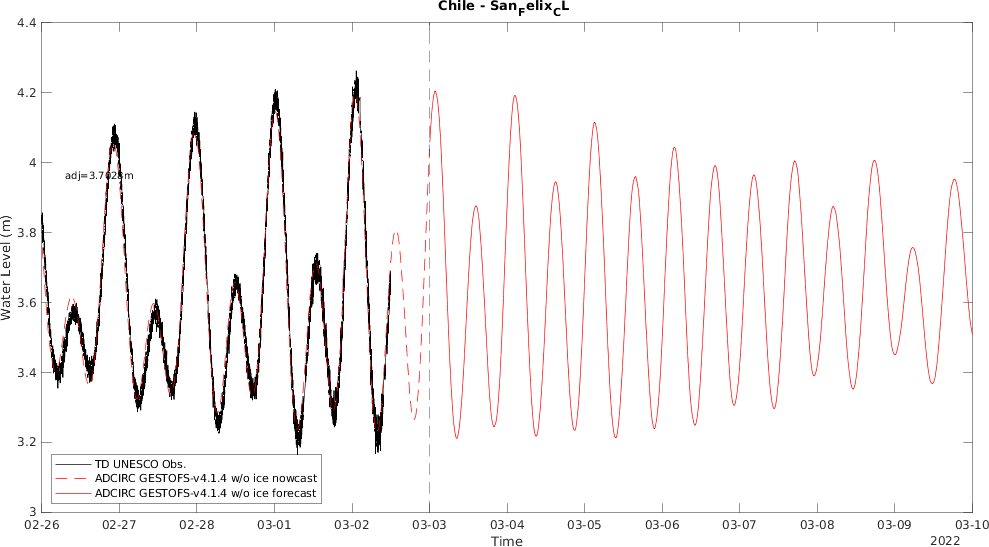 Chile - SanFelixCL
4.4
4.2
4
3.8
3.6
3.4
3.2
3
Water Level (m)
adj=3.7028m
TD UNESCO Obs.
ADCIRC GESTOFS-v4.1.4 w/o ice nowcast
ADCIRC GESTOFS-v4.1.4 w/o ice forecast
02-26 02-27 02-28 03-01 03-02 03-03 03-04 03-05 03-06 03-07 03-08 03-09 03-10
Time
2022